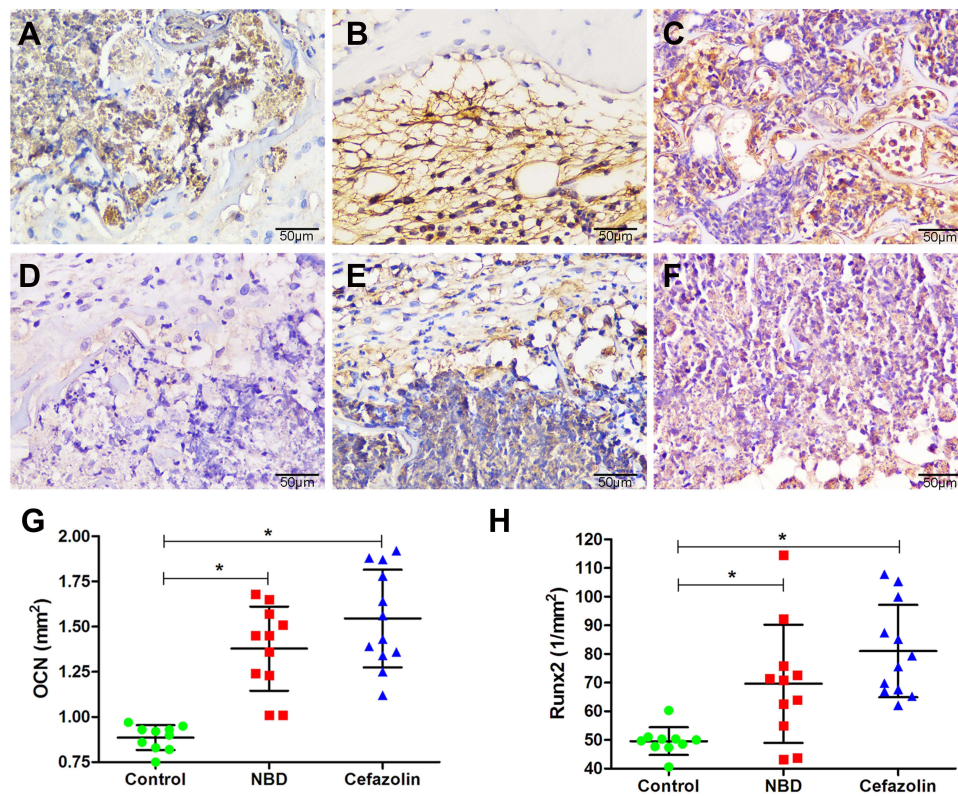 A
B
C
50μm
50μm
50μm
D
E
F
50μm
50μm
50μm
G
H
OCN (mm²)
2.00
1.75
1.50
1.25
1.00
0.75
*
*
Control
NBD
Cefazolin
Runx2 (1/mm²)
120
110
100
90
80
70
60
50
40
*
*
Control
NBD
Cefazolin